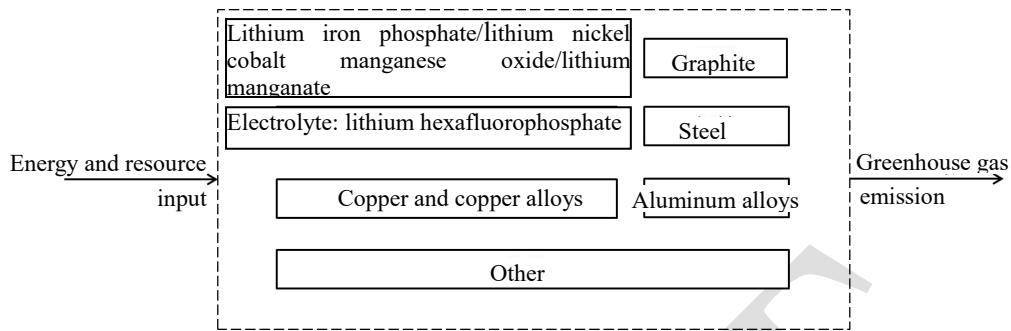 Lithium iron phosphate/lithium nickel
cobalt manganese oxide/lithium
manganate
Graphite
Electrolyte: lithium hexafluorophosphate
Steel
Energy and resource
input
Greenhouse gas
emission
Copper and copper alloys
Aluminum alloys
Other